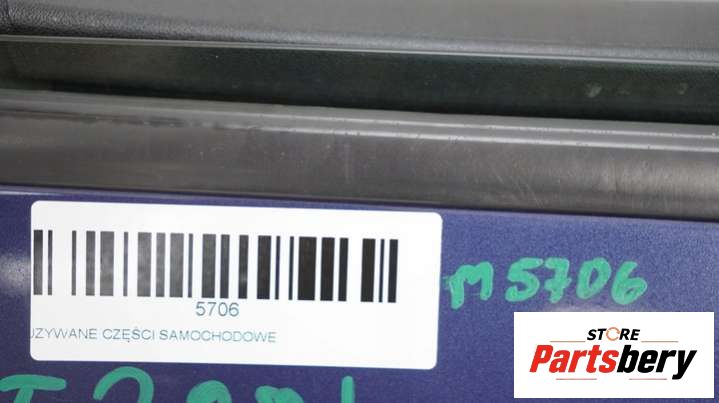 5706
UZYWANE CZĘŚCI SAMOCHODOWE
M5706
STORE
Partsbery